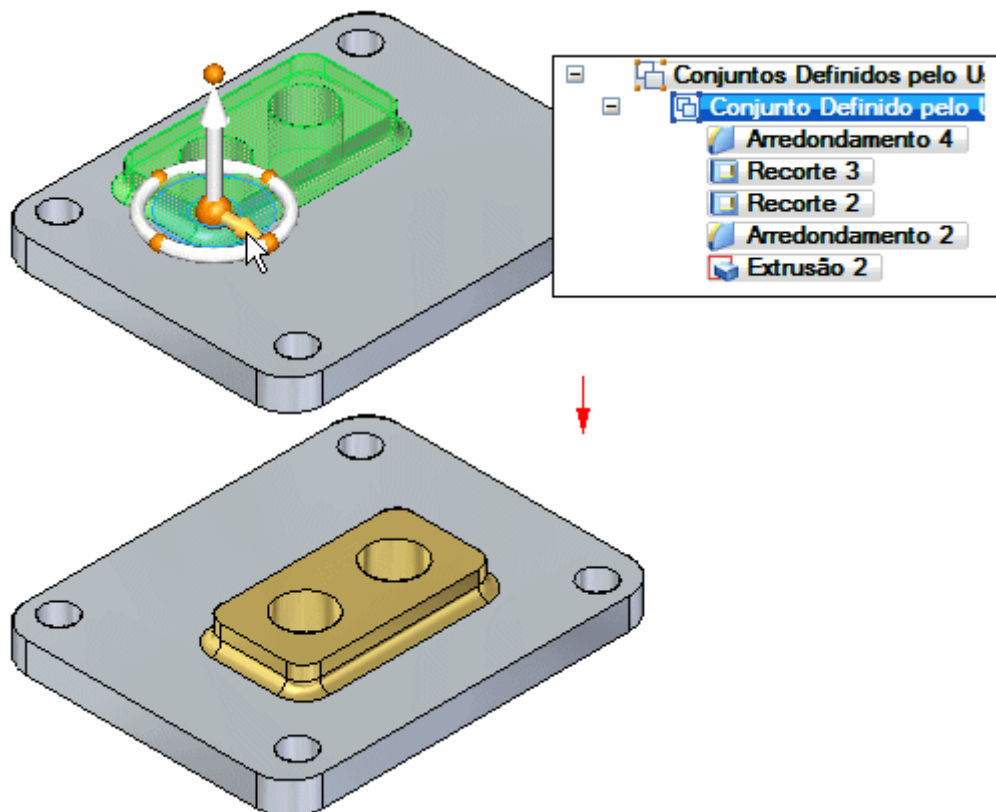 Conjuntos Definidos pelo
Conjunto Definido pelo
Arredondamento 4
Recorte 3
Recorte 2
Arredondamento 2
Extrusão 2